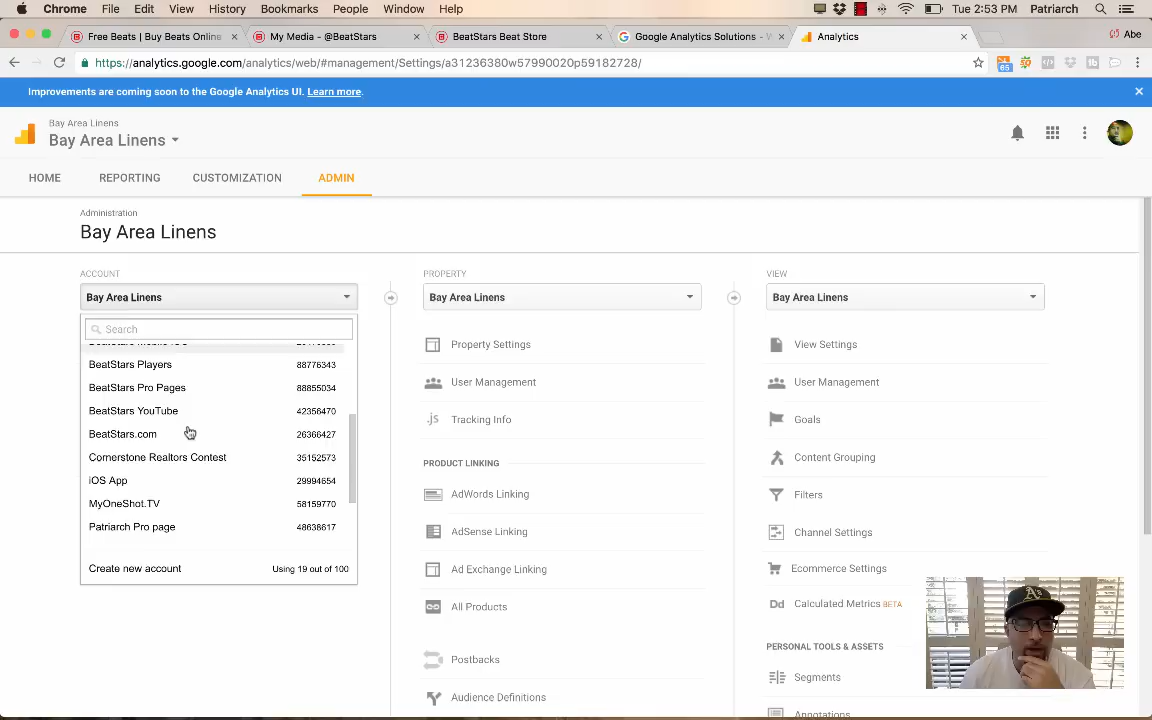 Chrome File Edit View History Bookmarks People Window Help Tue 2:53 PM Patriarch
Free Beats | Buy Beats Online My Media - @BeatStars BeatStars Beat Store Google Analytics Solutions - W Analytics Abe
https://analytics.google.com/analytics/web/#management/Settings/a31236380w57990020p59182728/
Improvements are coming soon to the Google Analytics UI. Learn more.
Bay Area Linens
Bay Area Linens
HOME REPORTING CUSTOMIZATION ADMIN
Administration
Bay Area Linens
ACCOUNT PROPERTY VIEW
Bay Area Linens Bay Area Linens Bay Area Linens
Search
BeatStars Players 88776343
BeatStars Pro Pages 88855034
BeatStars YouTube 42356470
BeatStars.com 26366427
Cornerstone Realtors Contest 35152573
iOS App 29994654
MyOneShot.TV 58159770
Patriarch Pro page 48638617
Create new account Using 19 out of 100
Property Settings
User Management
.js Tracking Info
PRODUCT LINKING
AdWords Linking
AdSense Linking
Ad Exchange Linking
All Products
Postbacks
Audience Definitions
View Settings
User Management
Goals
Content Grouping
Filters
Channel Settings
Ecommerce Settings
Dd Calculated Metrics BETA
PERSONAL TOOLS & ASSETS
Segments
Annotations